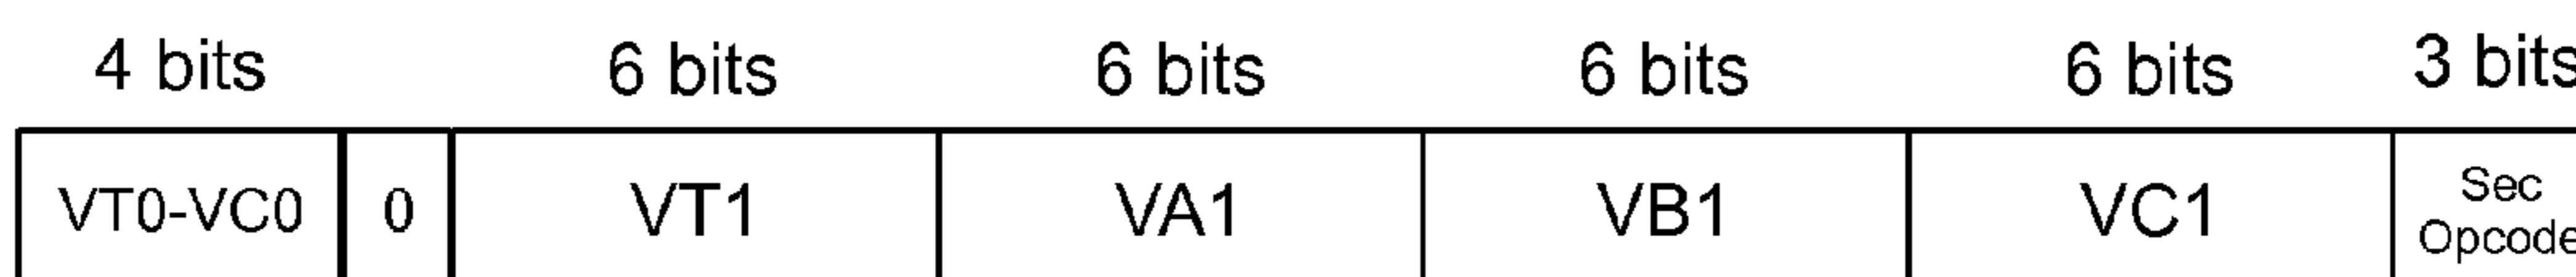 4 bits 6 bits 6 bits 6 bits 6 bits 3 bits
VT0-VC0 0 VT1 VA1 VB1 VC1 Sec
Opcode